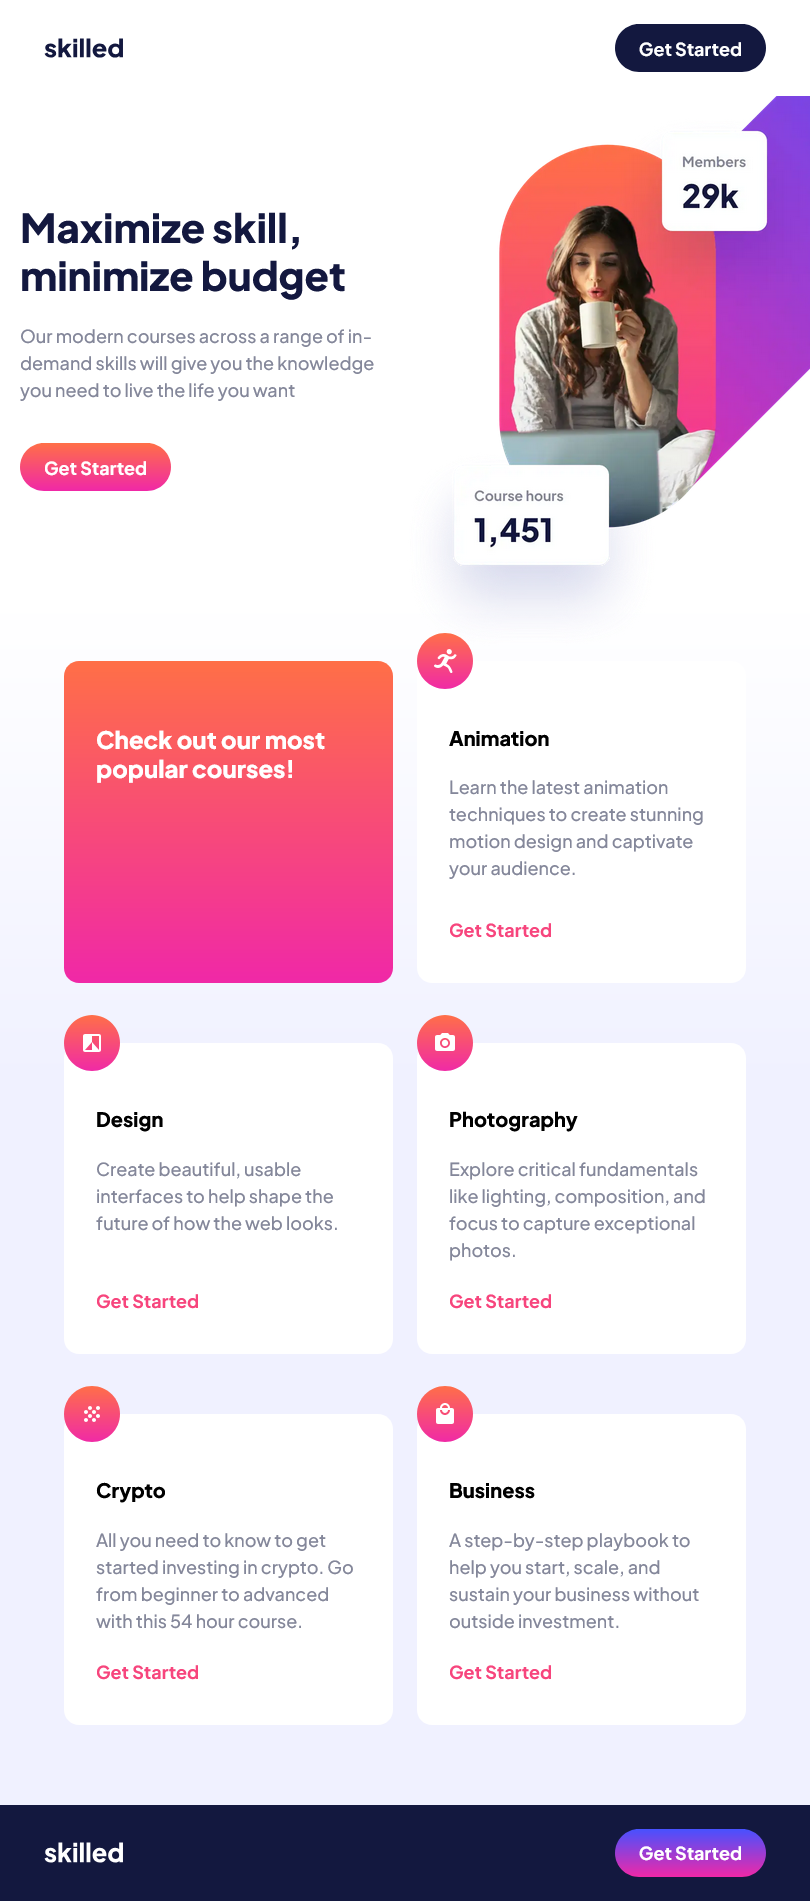 skilled
Get Started
Members
29k
Maximize skill,
minimize budget
Our modern courses across a range of in-
demand skills will give you the knowledge
you need to live the life you want
Get Started
Course hours
1,451
Check out our most
popular courses!
Animation
Learn the latest animation
techniques to create stunning
motion design and captivate
your audience.
Get Started
Design
Create beautiful, usable
interfaces to help shape the
future of how the web looks.
Get Started
Photography
Explore critical fundamentals
like lighting, composition, and
focus to capture exceptional
photos.
Get Started
Crypto
All you need to know to get
started investing in crypto. Go
from beginner to advanced
with this 54 hour course.
Get Started
Business
A step-by-step playbook to
help you start, scale, and
sustain your business without
outside investment.
Get Started
skilled
Get Started